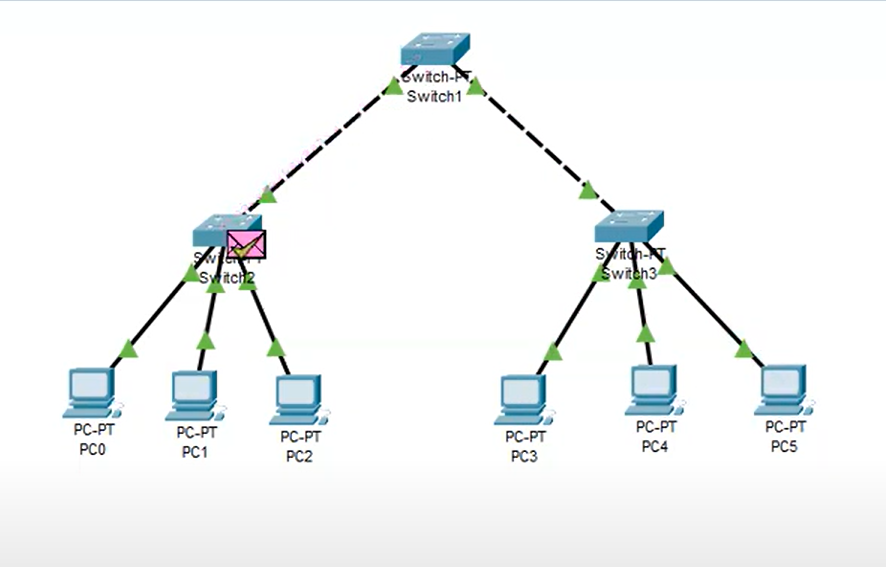 Switch-PT
Switch1
Switch-PT
Switch2
Switch-PT
Switch3
PC-PT
PC0
PC-PT
PC1
PC-PT
PC2
PC-PT
PC3
PC-PT
PC4
PC-PT
PC5